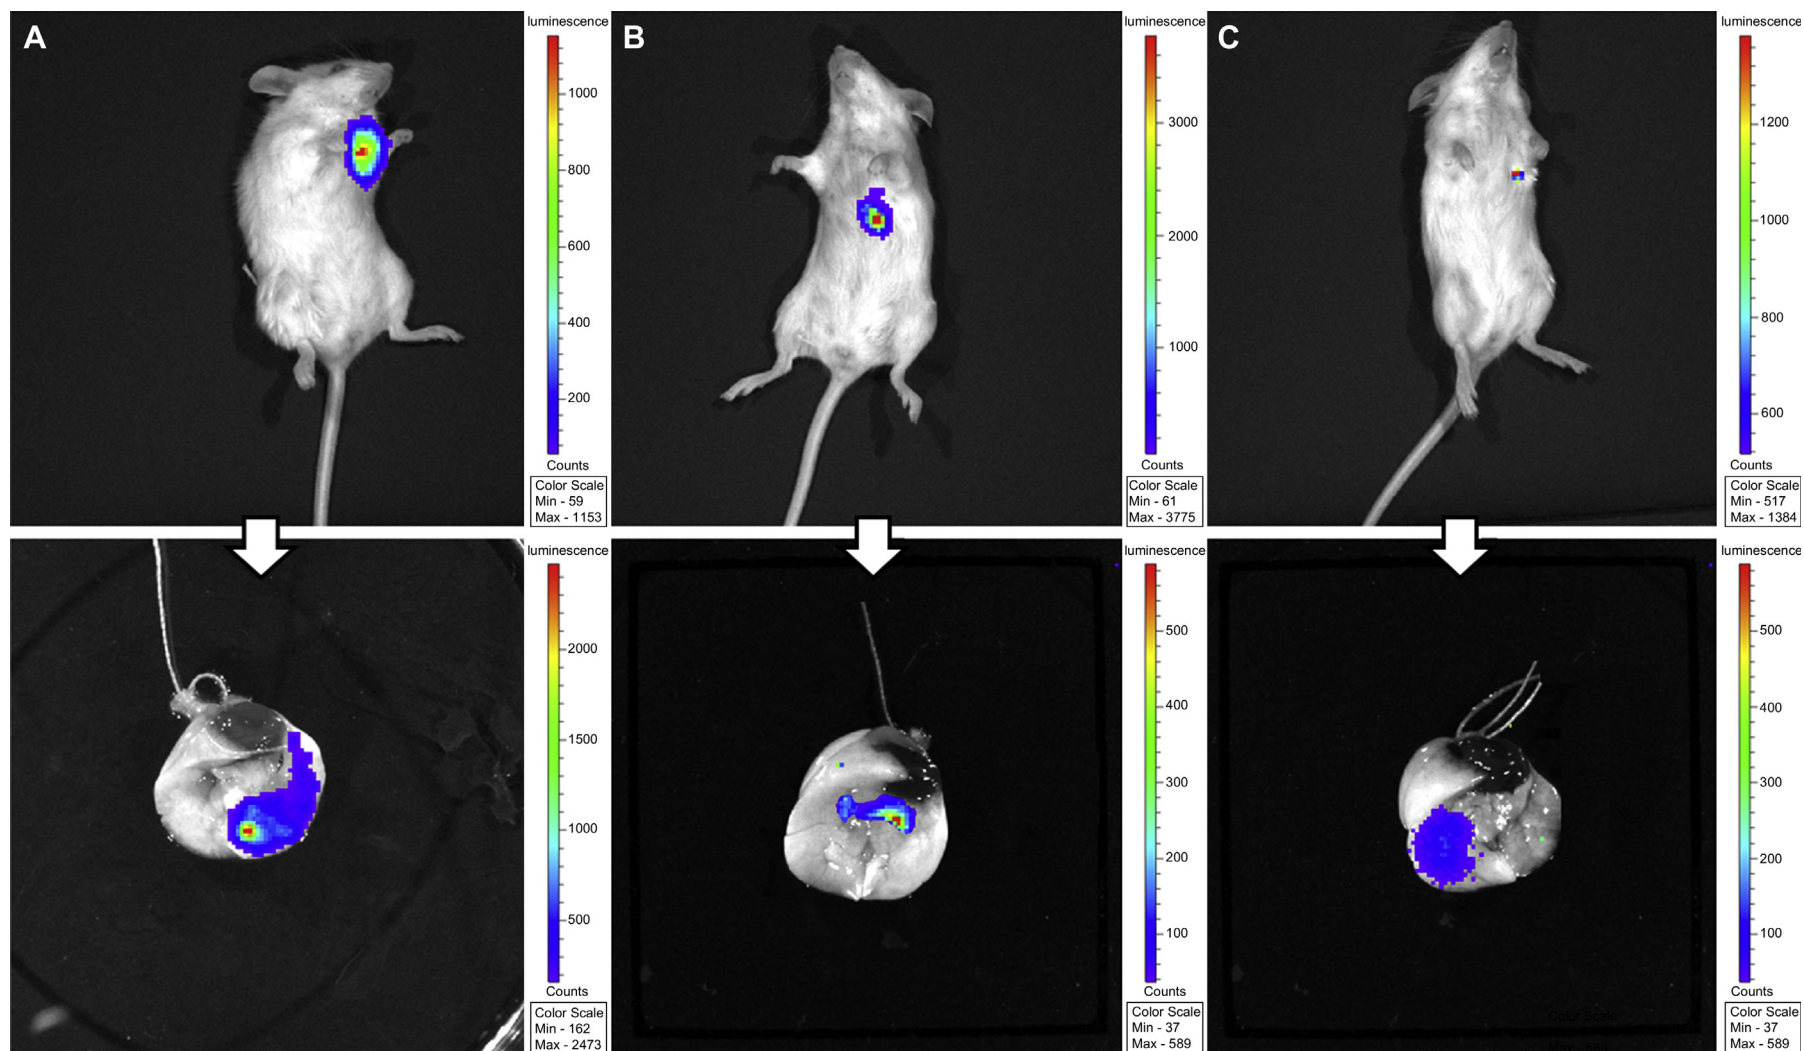 A
luminescence
1000
800
600
400
200
Counts
Color Scale
Min - 59
Max - 1153
B
luminescence
3000
2000
1000
Counts
Color Scale
Min - 61
Max - 3775
C
luminescence
1200
1000
800
600
Counts
Color Scale
Min - 517
Max - 1384
luminescence
2000
1500
1000
500
Counts
Color Scale
Min - 162
Max - 2473
luminescence
500
400
300
200
100
Counts
Color Scale
Min - 37
Max - 589
luminescence
500
400
300
200
100
Counts
Color Scale
Min - 37
Max - 589